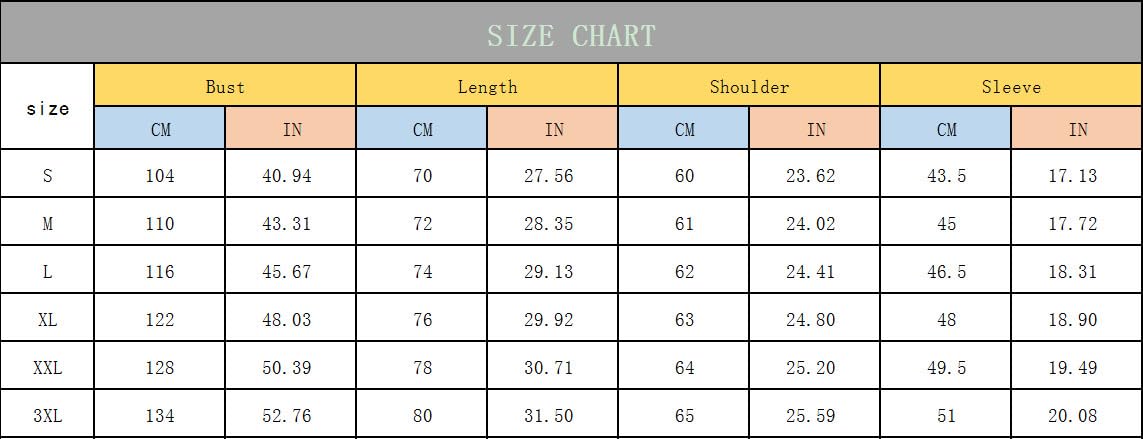 SIZE CHART
size Bust Length Shoulder Sleeve
CM IN CM IN CM IN CM IN
S 104 40.94 70 27.56 60 23.62 43.5 17.13
M 110 43.31 72 28.35 61 24.02 45 17.72
L 116 45.67 74 29.13 62 24.41 46.5 18.31
XL 122 48.03 76 29.92 63 24.80 48 18.90
XXL 128 50.39 78 30.71 64 25.20 49.5 19.49
3XL 134 52.76 80 31.50 65 25.59 51 20.08